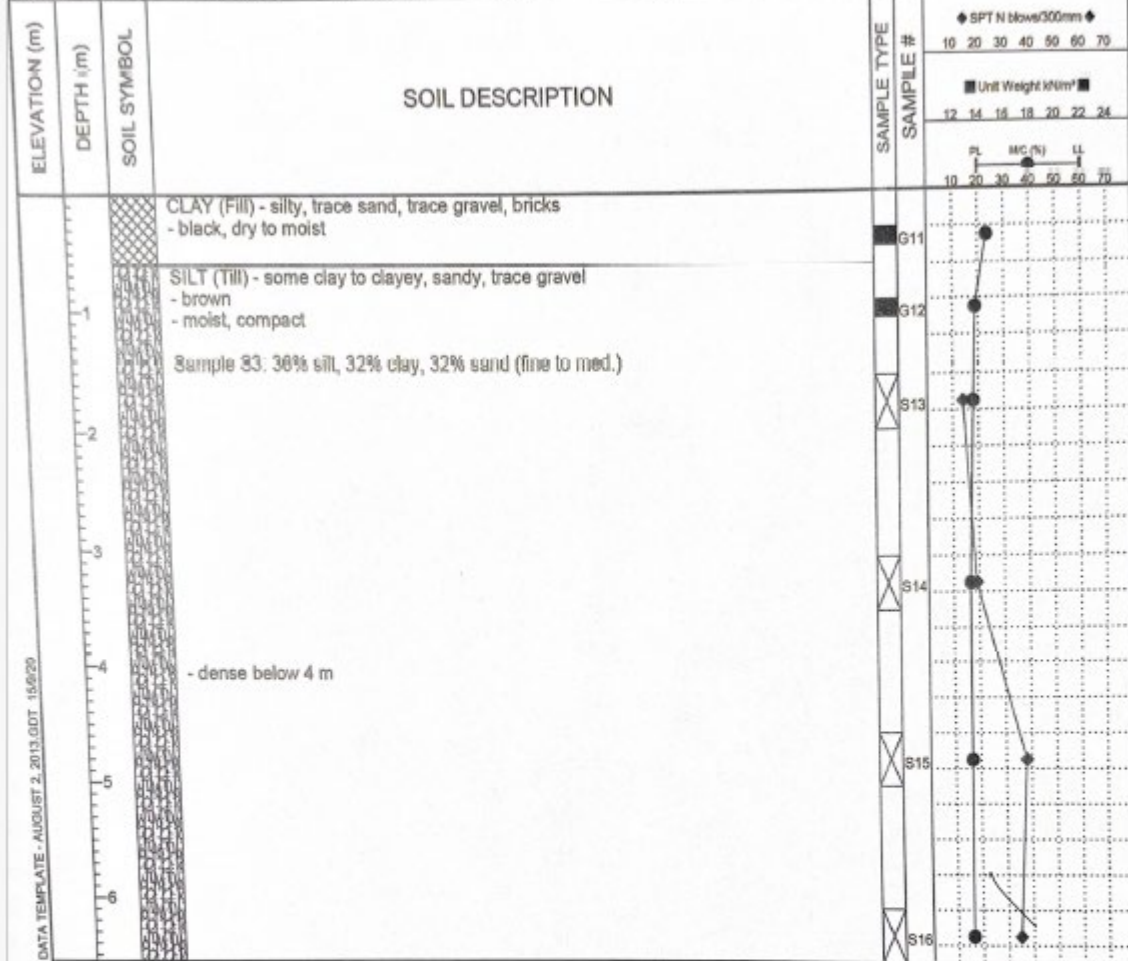 ELEVATION (m)
DEPTH (m)
SOIL SYMBOL
SOIL DESCRIPTION
SAMPLE TYPE
SAMPILE #
SPT N blows/300mm
10 20 30 40 50 60 70
Unit Weight kN/m³
12 14 16 18 20 22 24
PL M/C (%) LL
10 20 30 40 50 60 70
CLAY (Fill) - silty, trace sand, trace gravel, bricks
- black, dry to moist
G11
SILT (Till) - some clay to clayey, sandy, trace gravel
- brown
1
G12
- moist, compact
Sample S3: 36% silt, 32% clay, 32% sand (fine to med.)
S13
2
3
S14
4
- dense below 4 m
S15
5
6
S16
DATA TEMPLATE - AUGUST 2, 2013.GDT 15/9/29